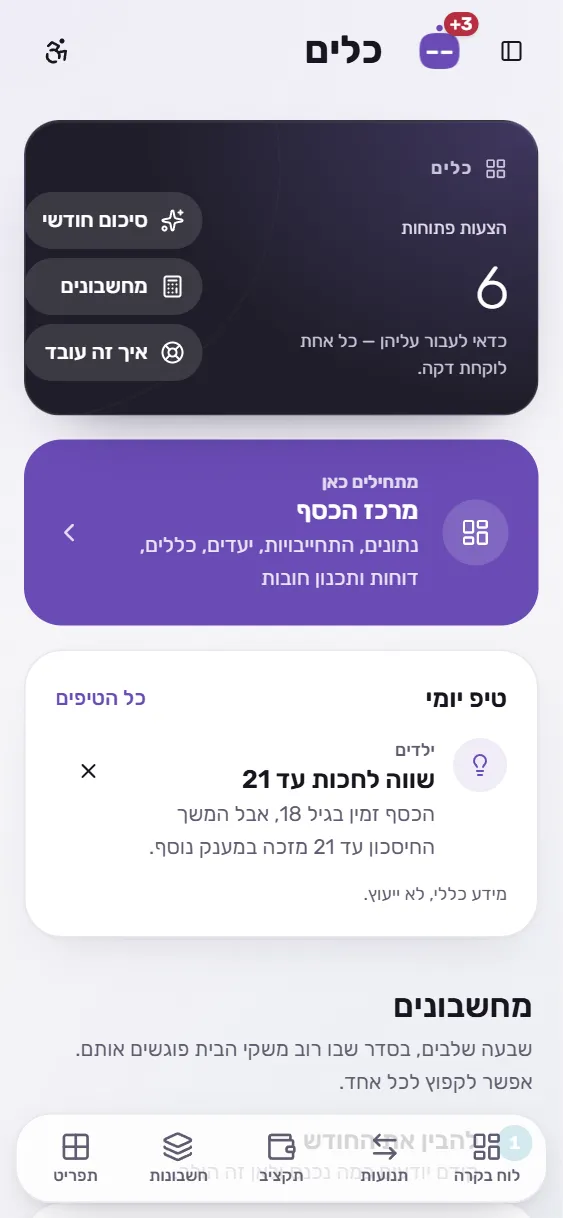 כלים
+3
כלים
הצעות פתוחות
6
כדאי לעבור עליהן – כל אחת
לוקחת דקה.
סיכום חודשי
מחשבונים
איך זה עובד
מתחילים כאן
מרכז הכסף
נתונים, התחייבויות, יעדים, כללים,
דוחות ותכנון חובות
טיפ יומי
כל הטיפים
ילדים
שווה לחכות עד 21
הכסף זמין בגיל 18, אבל המשך
החיסכון עד 21 מזכה במענק נוסף.
מידע כללי, לא ייעוץ.
מחשבונים
שבעה שלבים, בסדר שבו רוב משקי הבית פוגשים אותם.
אפשר לקפוץ לכל אחד.
1
להבין את החודש
לוח בקרה
תנועות
תקציב
חשבונות
תפריט